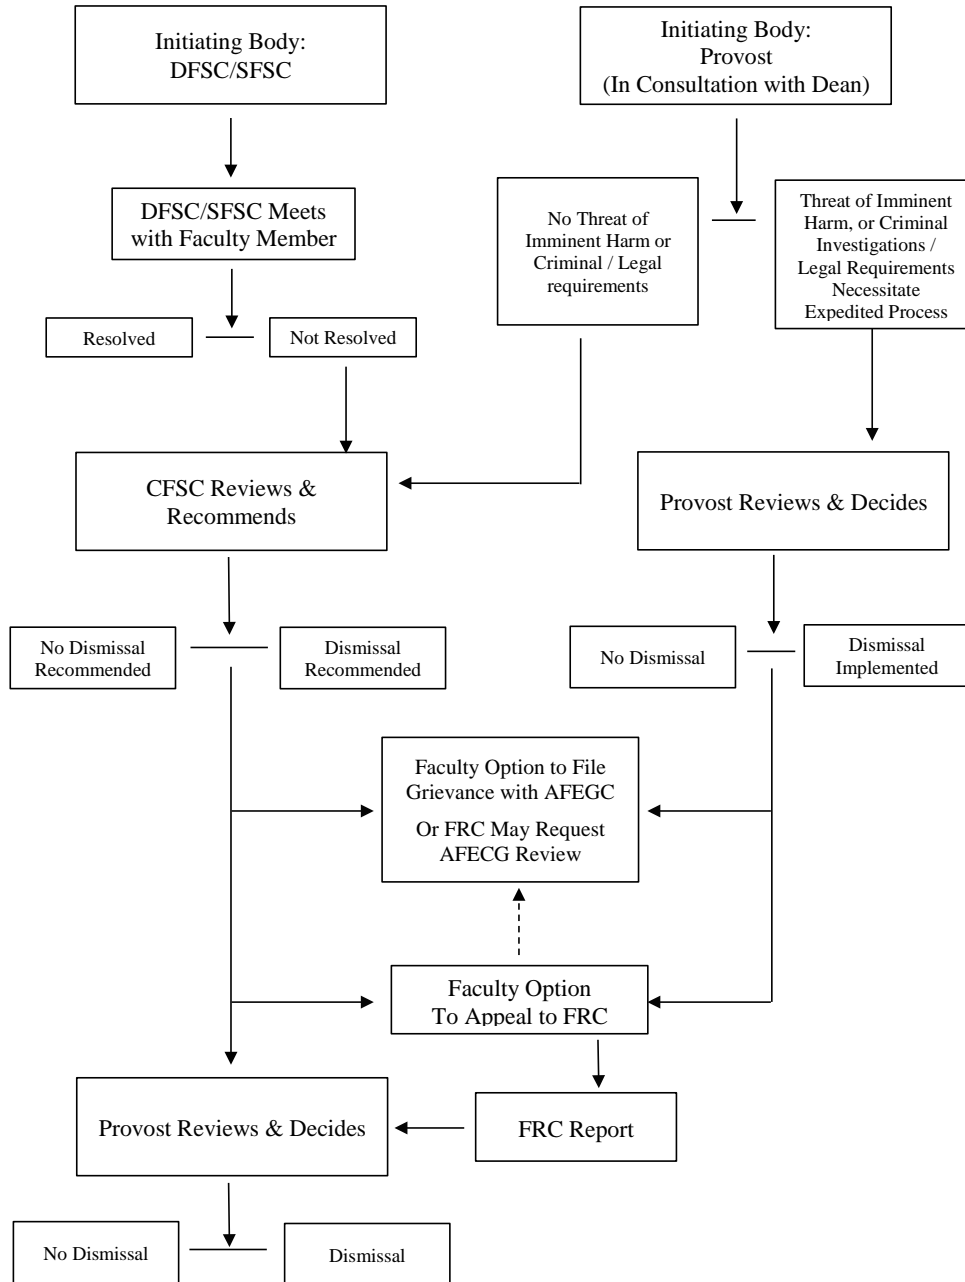 Initiating Body:
DFSC/SFSC
Initiating Body:
Provost
(In Consultation with Dean)
DFSC/SFSC Meets
with Faculty Member
No Threat of
Imminent Harm or
Criminal / Legal
requirements
Threat of Imminent
Harm, or Criminal
Investigations /
Legal Requirements
Necessitate
Expedited Process
Resolved
Not Resolved
CFSC Reviews &
Recommends
Provost Reviews & Decides
No Dismissal
Recommended
Dismissal
Recommended
No Dismissal
Dismissal
Implemented
Faculty Option to File
Grievance with AFEGC
Or FRC May Request
AFECG Review
Faculty Option
To Appeal to FRC
Provost Reviews & Decides
FRC Report
No Dismissal
Dismissal